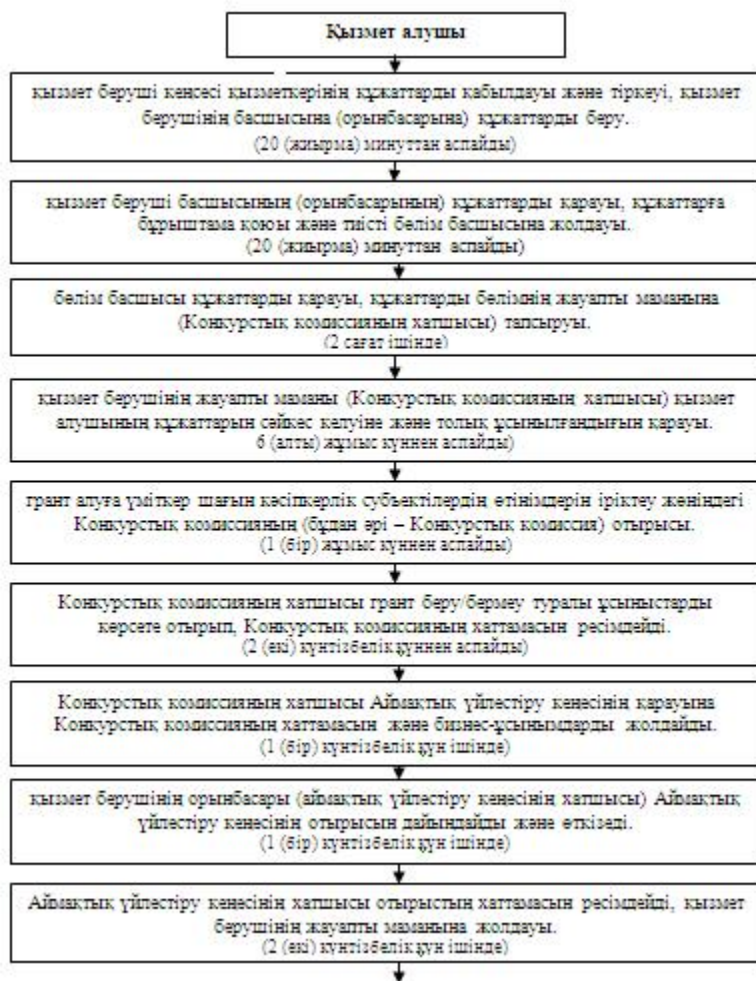 Қызмет алушы
қызмет беруші кеңсесі қызметкерінің құжаттарды қабылдауы және тіркеуі, қызмет
берушінің басшысына (орынбасарына) құжаттарды беру.
(20 (жиырма) минуттан аспайды)
қызмет беруші басшысының (орынбасарының) құжаттарды қарауы, құжаттарға
бұрыштама қоюы және тиісті бөлім басшысына жолдауы.
(20 (жиырма) минуттан аспайды)
бөлім басшысы құжаттарды қарауы, құжаттарды бөлімнің жауапты маманына
(Конкурстық комиссияның хатшысы) тапсыруы.
(2 сағат ішінде)
қызмет берушінің жауапты маманы (Конкурстық комиссияның хатшысы) қызмет
алушының құжаттарын сәйкес келуіне және толық ұсынылғандығын қарауы.
6 (алты) жұмыс күннен аспайды)
грант алуға үміткер шағын кәсіпкерлік субъектілердің өтінімдерін іріктеу жөніндегі
Конкурстық комиссияның (бұдан әрі – Конкурстық комиссия) отырысы.
(1 (бір) жұмыс күннен аспайды)
Конкурстық комиссияның хатшысы грант беру/бермеу туралы ұсыныстарды
көрсете отырып, Конкурстық комиссияның хаттамасын ресімдейді.
(2 (екі) күнтізбелік күннен аспайды)
Конкурстық комиссияның хатшысы Аймақтық үйлестіру кеңесінің қарауына
Конкурстық комиссияның хаттамасын және бизнес-ұсынымдарды жолдайды.
(1 (бір) күнтізбелік күн ішінде)
қызмет берушінің орынбасары (аймақтық үйлестіру кеңесінің хатшысы) Аймақтық
үйлестіру кеңесінің отырысын дайындайды және өткізеді.
(1 (бір) күнтізбелік күн ішінде)
Аймақтық үйлестіру кеңесінің хатшысы отырыстың хаттамасын ресімдейді, қызмет
берушінің жауапты маманына жолдауы.
(2 (екі) күнтізбелік күн ішінде)